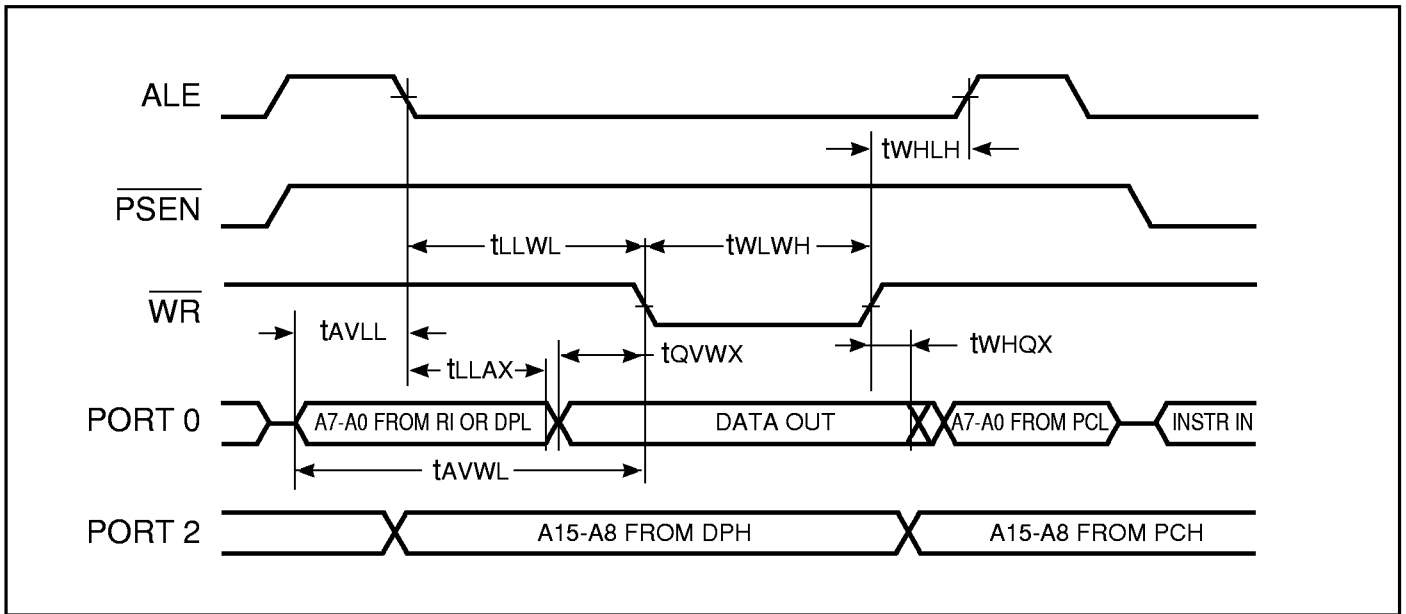 ALE
tWHLH
PSEN
tLLWL
tWLWH
WR
tAVLL
tLLAX
tQVWX
tWHQX
PORT 0
A7-A0 FROM RI OR DPL
DATA OUT
A7-A0 FROM PCL
INSTR IN
tAVWL
PORT 2
A15-A8 FROM DPH
A15-A8 FROM PCH